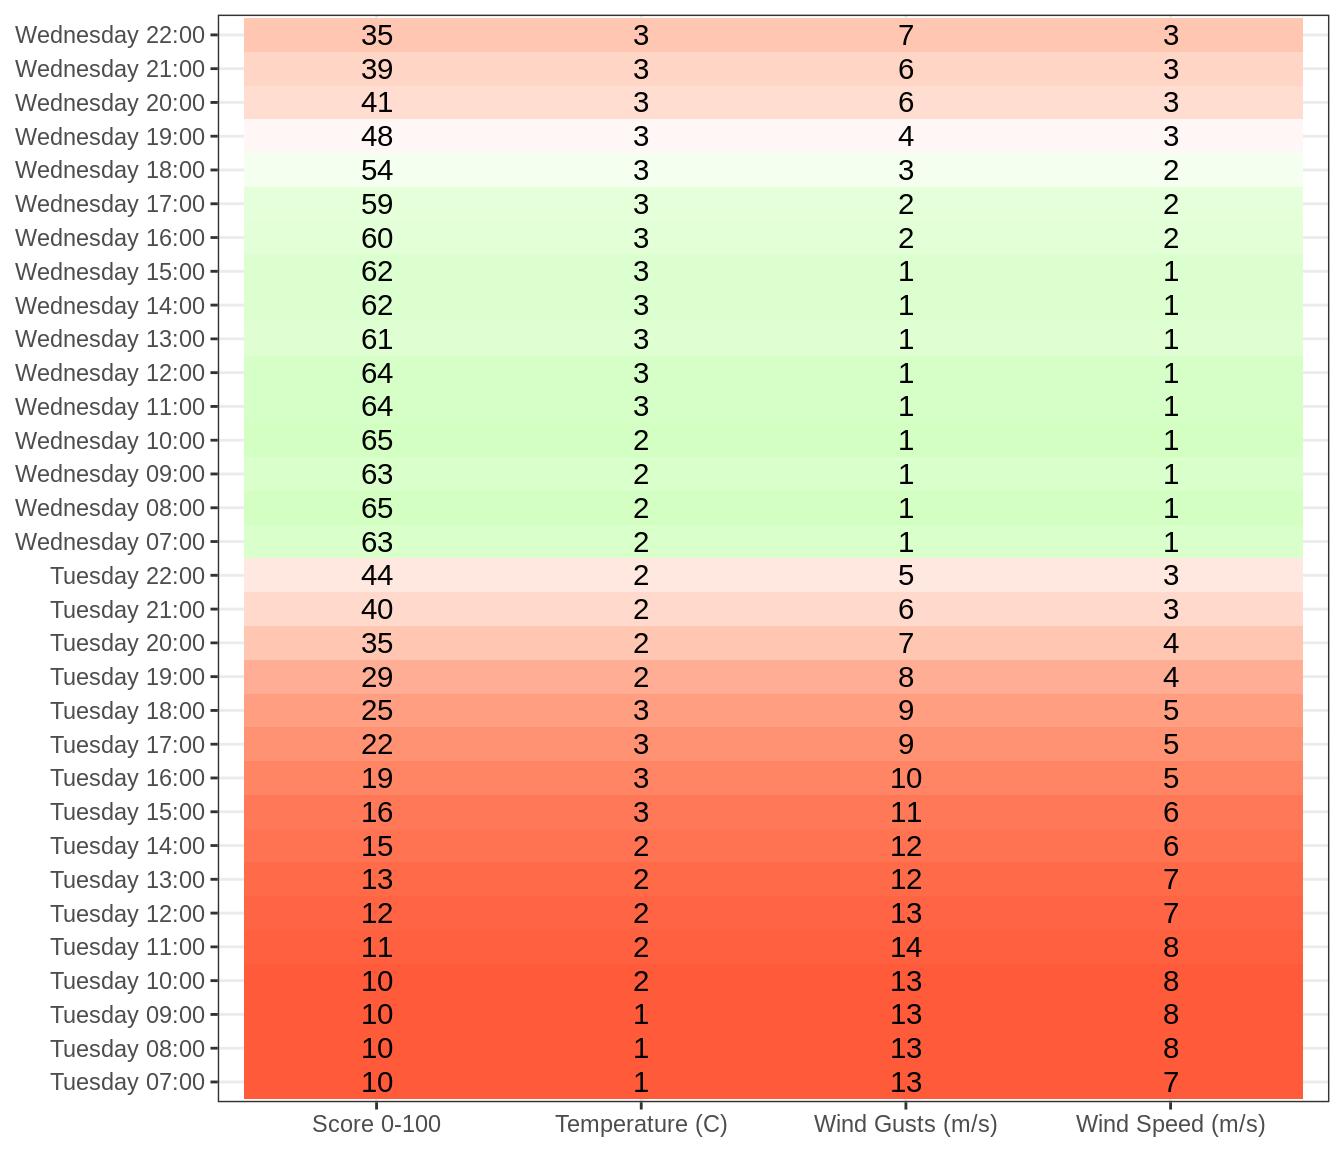 Wednesday 22:00 35 3 7 3
Wednesday 21:00 39 3 6 3
Wednesday 20:00 41 3 6 3
Wednesday 19:00 48 3 4 3
Wednesday 18:00 54 3 3 2
Wednesday 17:00 59 3 2 2
Wednesday 16:00 60 3 2 2
Wednesday 15:00 62 3 1 1
Wednesday 14:00 62 3 1 1
Wednesday 13:00 61 3 1 1
Wednesday 12:00 64 3 1 1
Wednesday 11:00 64 3 1 1
Wednesday 10:00 65 2 1 1
Wednesday 09:00 63 2 1 1
Wednesday 08:00 65 2 1 1
Wednesday 07:00 63 2 1 1
Tuesday 22:00 44 2 5 3
Tuesday 21:00 40 2 6 3
Tuesday 20:00 35 2 7 4
Tuesday 19:00 29 2 8 4
Tuesday 18:00 25 3 9 5
Tuesday 17:00 22 3 9 5
Tuesday 16:00 19 3 10 5
Tuesday 15:00 16 3 11 6
Tuesday 14:00 15 2 12 6
Tuesday 13:00 13 2 12 7
Tuesday 12:00 12 2 13 7
Tuesday 11:00 11 2 14 8
Tuesday 10:00 10 2 13 8
Tuesday 09:00 10 1 13 8
Tuesday 08:00 10 1 13 8
Tuesday 07:00 10 1 13 7
Score 0-100 Temperature (C) Wind Gusts (m/s) Wind Speed (m/s)